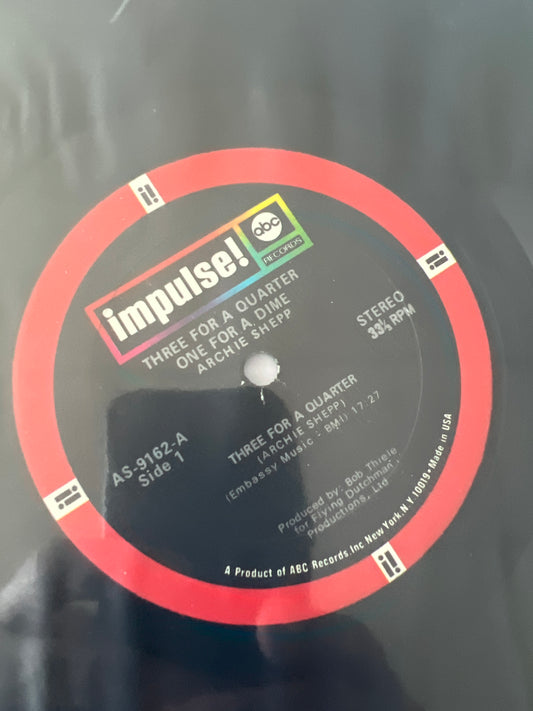 impulse!
abc
RECORDS
THREE FOR A QUARTER
ONE FOR A DIME
ARCHIE SHEPP
STEREO
33⅓ RPM
AS-9162-A
Side 1
THREE FOR A QUARTER
(ARCHIE SHEPP)
(Embassy Music - BMI) 17:27
Produced by: Bob Thiele
for Flying Dutchman
Productions, Ltd
A Product of ABC Records, Inc. New York, N.Y. 10019 • Made in USA
i!
i!
i!
i!